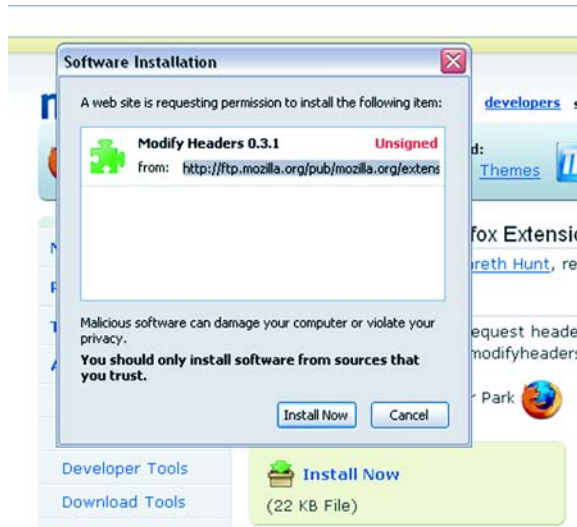 Software Installation
A web site is requesting permission to install the following item:
Modify Headers 0.3.1 Unsigned
from: http://ftp.mozilla.org/pub/mozilla.org/extens
Malicious software can damage your computer or violate your
privacy.
You should only install software from sources that
you trust.
Install Now Cancel
developers
d:
Themes
fox Extensi
areth Hunt, re
equest heade
modifyheaders
r Park
Developer Tools
Download Tools
Install Now
(22 KB File)